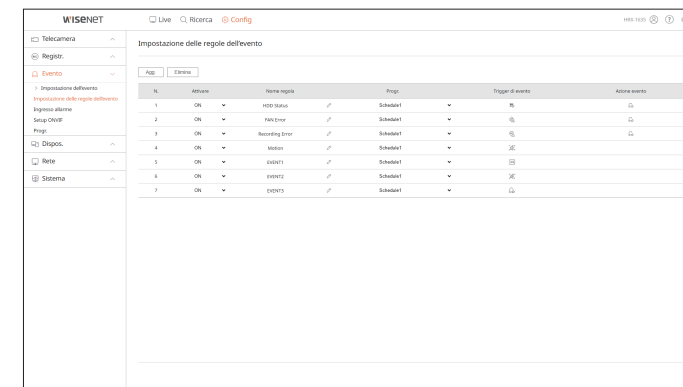 WISENET
Live Ricerca Config
HRX-1635
Telecamera
Registr.
Evento
Impostazione dell'evento
Impostazione delle regole dell'evento
Ingresso allarme
Setup ONVIF
Progr.
Dispos.
Rete
Sistema
Impostazione delle regole dell'evento
Agg Elimina
N. Attivare Nome regola Progr. Trigger di evento Azione evento
1 ON HDD Status Schedule1
2 ON FAN Error Schedule1
3 ON Recording Error Schedule1
4 ON Motion Schedule1
5 ON EVENT1 Schedule1
6 ON EVENT2 Schedule1
7 ON EVENT3 Schedule1